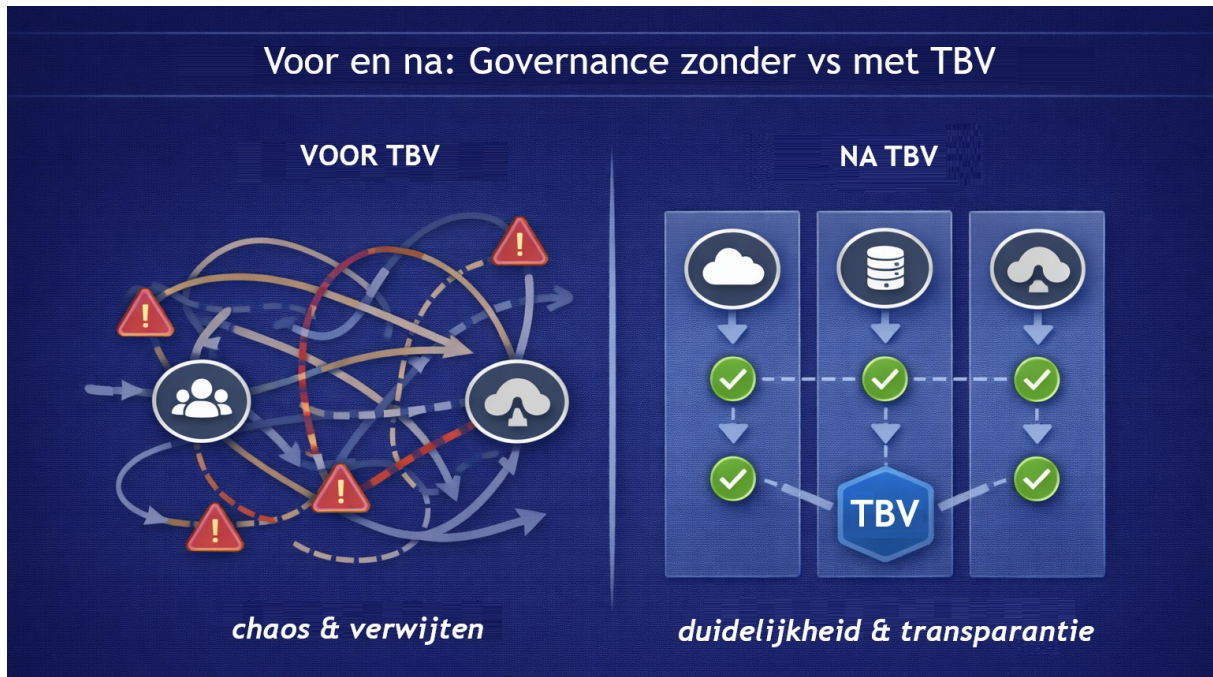 Voor en na: Governance zonder vs met TBV
VOOR TBV
NA TBV
!
!
!
!
TBV
chaos & verwijten
duidelijkheid & transparantie